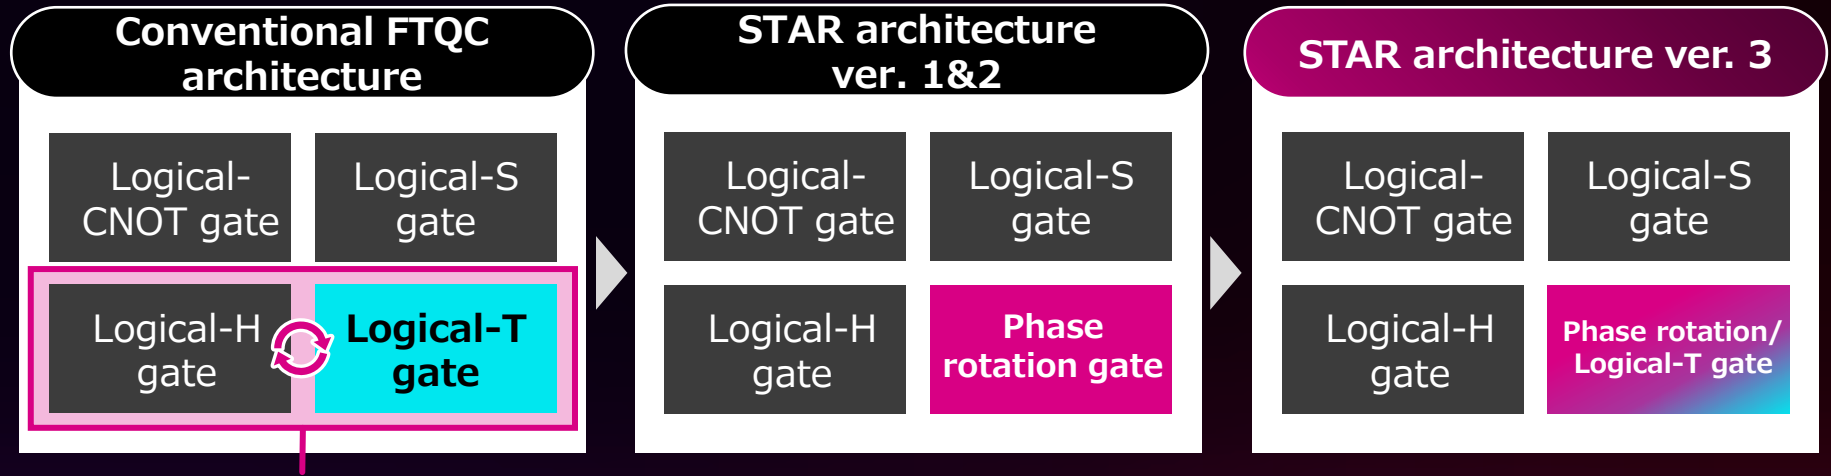 Conventional FTQC
architecture
Logical-
CNOT gate
Logical-S
gate
Logical-H
gate
Logical-T
gate
STAR architecture
ver. 1&2
Logical-
CNOT gate
Logical-S
gate
Logical-H
gate
Phase
rotation gate
STAR architecture ver. 3
Logical-
CNOT gate
Logical-S
gate
Logical-H
gate
Phase rotation/
Logical-T gate